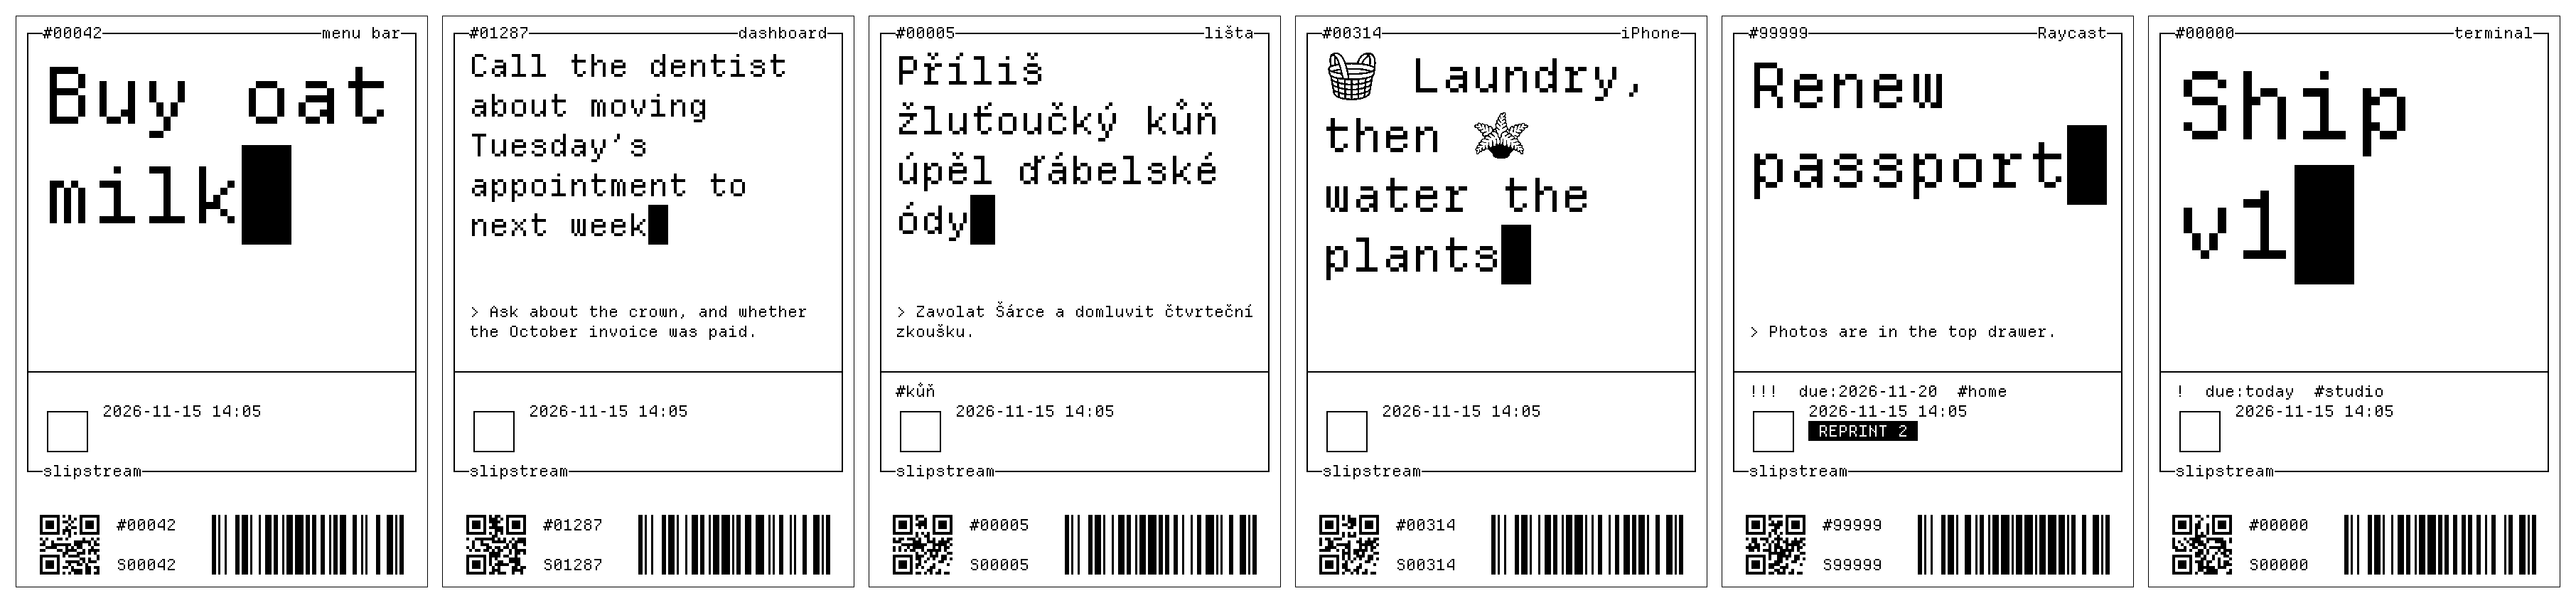 #00042 menu bar
Buy oat
milk
2026-11-15 14:05
slipstream
#00042
S00042
#01287 dashboard
Call the dentist
about moving
Tuesday's
appointment to
next week
> Ask about the crown, and whether
the October invoice was paid.
2026-11-15 14:05
slipstream
#01287
S01287
#00005 lišta
Příliš
žluťoučký kůň
úpěl ďábelské
ódy
> Zavolat Šárce a domluvit čtvrteční
zkoušku.
#kůň
2026-11-15 14:05
slipstream
#00005
S00005
#00314 iPhone
Laundry,
then
water the
plants
2026-11-15 14:05
slipstream
#00314
S00314
#99999 Raycast
Renew
passport
> Photos are in the top drawer.
!!! due:2026-11-20 #home
2026-11-15 14:05
REPRINT 2
slipstream
#99999
S99999
#00000 terminal
Ship
v1
! due:today #studio
2026-11-15 14:05
slipstream
#00000
S00000